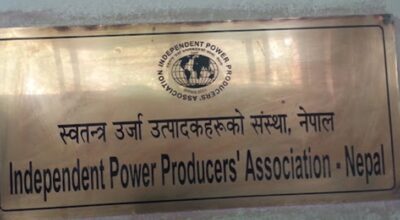 INDEPENDENT POWER PRODUCERS' ASSOCIATION
स्वतन्त्र उर्जा उत्पादकहरूको संस्था, नेपाल
Independent Power Producers' Association - Nepal